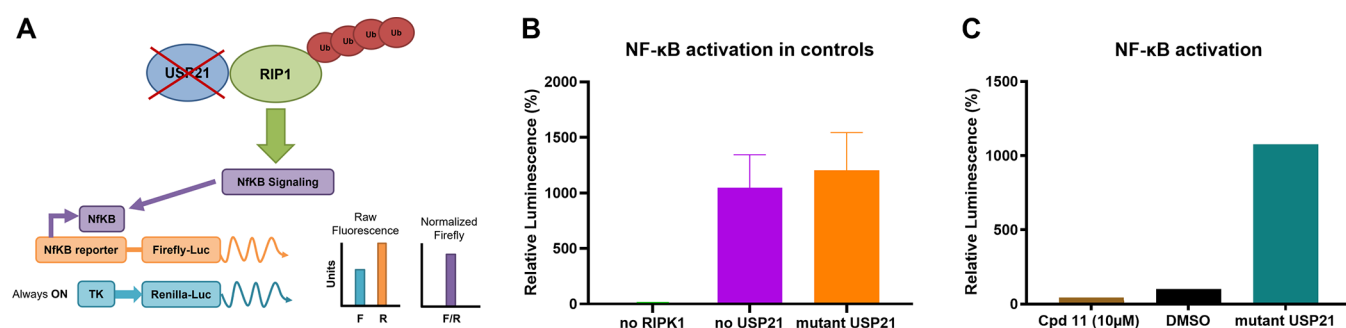 A
USP21
RIP1
Ub
Ub
Ub
Ub
NfKB Signaling
NfKB
NfKB reporter
Firefly-Luc
Always ON
TK
Renilla-Luc
Raw
Fluorescence
Units
F
R
Normalized
Firefly
F/R
B
NF-κB activation in controls
Relative Luminescence (%)
2000
1500
1000
500
0
no RIPK1
no USP21
mutant USP21
C
NF-κB activation
Relative Luminescence (%)
1500
1000
500
0
Cpd 11 (10µM)
DMSO
mutant USP21